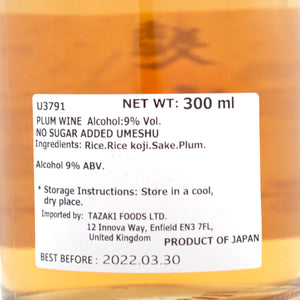 U3791 NET WT: 300 ml
PLUM WINE Alcohol:9% Vol.
NO SUGAR ADDED UMESHU
Ingredients: Rice.Rice koji.Sake.Plum.
Alcohol 9% ABV.
* Storage Instructions: Store in a cool,
dry place.
Imported by: TAZAKI FOODS LTD.
12 Innova Way, Enfield EN3 7FL,
United Kingdom PRODUCT OF JAPAN
BEST BEFORE : 2022.03.30